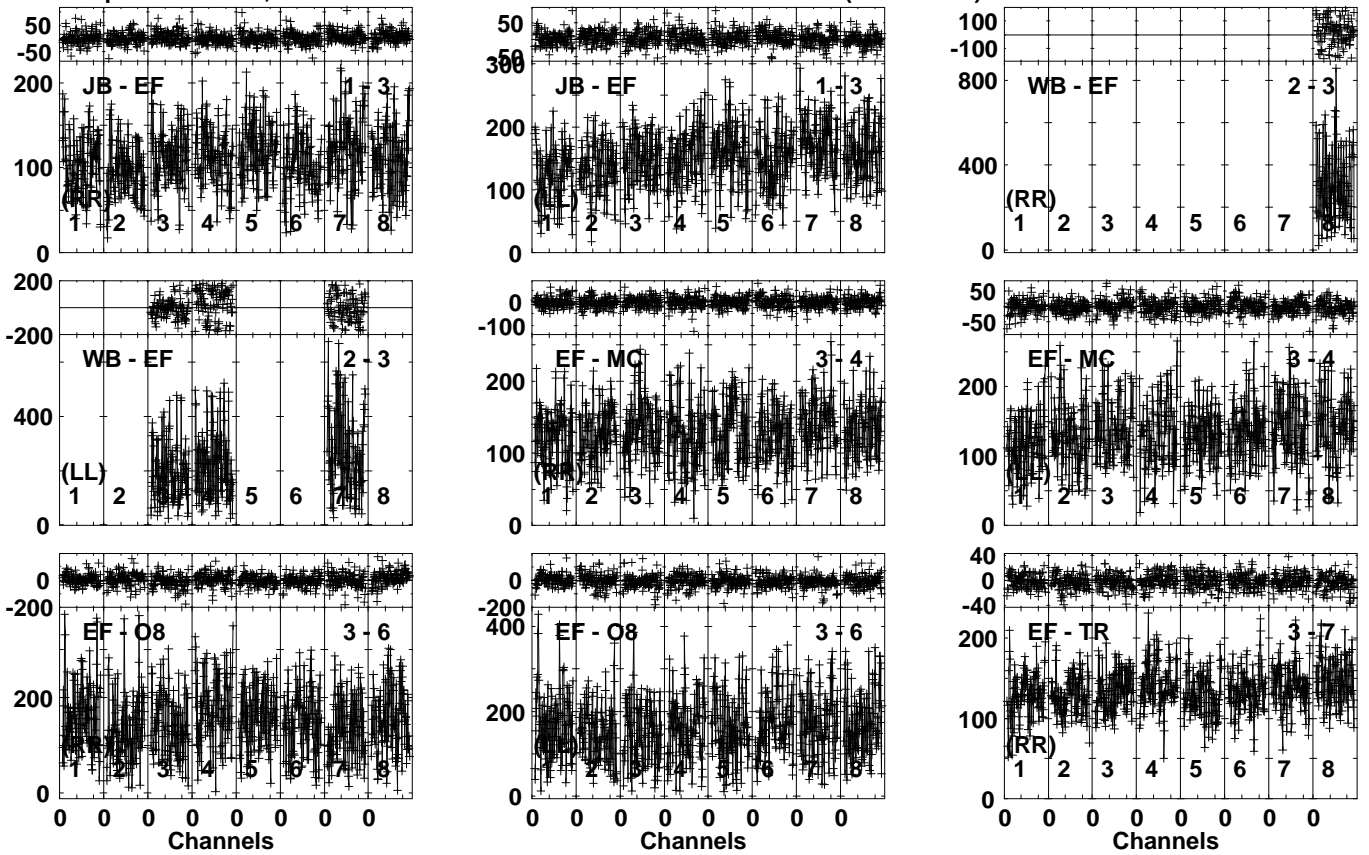 50 50 100
-50 -50 -100
200 JB - EF 1 - 3 300 JB - EF 1 - 3 800 WB - EF 2 - 3
200
100 100 400
(RR) (LL) (RR)
1 2 3 4 5 6 7 8 1 2 3 4 5 6 7 8 1 2 3 4 5 6 7 8
0 0 0
200 0 50
-200 -100 -50
WB - EF 2 - 3 EF - MC 3 - 4 EF - MC 3 - 4
400 200 200
100 100
(LL) (RR) (LL)
1 2 3 4 5 6 7 8 1 2 3 4 5 6 7 8 1 2 3 4 5 6 7 8
0 0 0
0 0 40
0
-200 -200 -40
EF - O8 3 - 6 400 EF - O8 3 - 6 200 EF - TR 3 - 7
200 200 100
(RR) (LL) (RR)
1 2 3 4 5 6 7 8 1 2 3 4 5 6 7 8 1 2 3 4 5 6 7 8
0 0 0
0 0 0 0 0 0 0 0 0 0 0 0 0 0 0 0 0 0 0 0 0 0 0 0
Channels Channels Channels